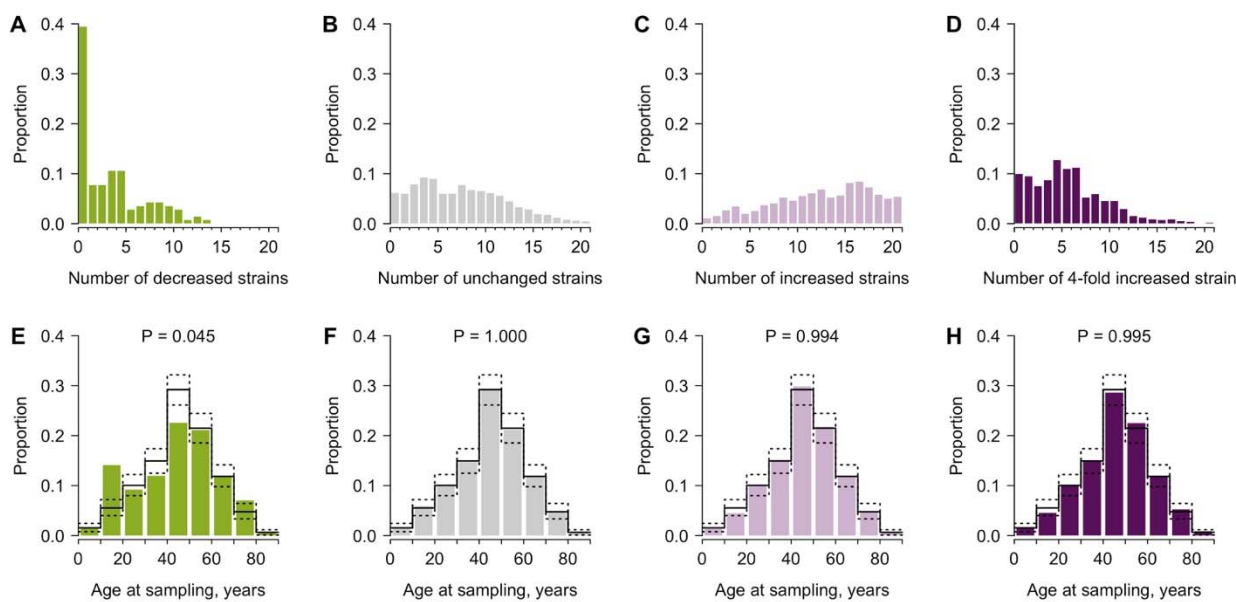 A
B
C
D
0.4
0.3
0.2
0.1
0.0
Proportion
0 5 10 15 20
Number of decreased strains
0.4
0.3
0.2
0.1
0.0
Proportion
0 5 10 15 20
Number of unchanged strains
0.4
0.3
0.2
0.1
0.0
Proportion
0 5 10 15 20
Number of increased strains
0.4
0.3
0.2
0.1
0.0
Proportion
0 5 10 15 20
Number of 4-fold increased strain
E
P = 0.045
0.4
0.3
0.2
0.1
0.0
Proportion
0 20 40 60 80
Age at sampling, years
F
P = 1.000
0.4
0.3
0.2
0.1
0.0
Proportion
0 20 40 60 80
Age at sampling, years
G
P = 0.994
0.4
0.3
0.2
0.1
0.0
Proportion
0 20 40 60 80
Age at sampling, years
H
P = 0.995
0.4
0.3
0.2
0.1
0.0
Proportion
0 20 40 60 80
Age at sampling, years